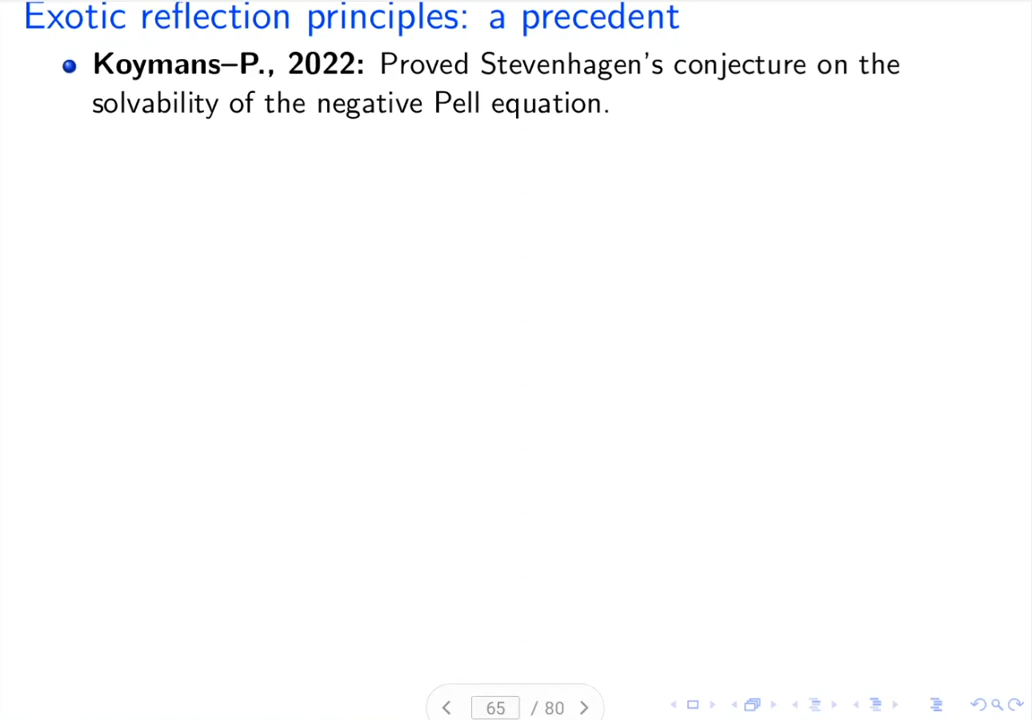 Exotic reflection principles: a precedent
Koymans–P., 2022: Proved Stevenhagen's conjecture on the
solvability of the negative Pell equation.
65 / 80